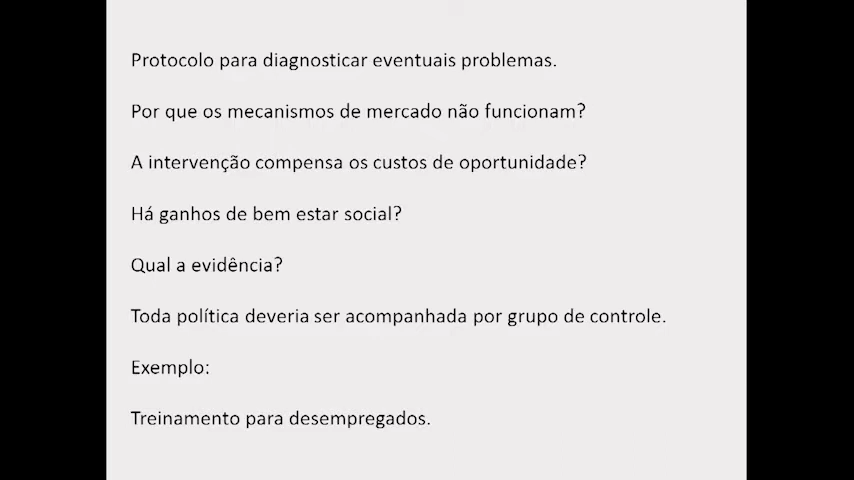 Protocolo para diagnosticar eventuais problemas.
Por que os mecanismos de mercado não funcionam?
A intervenção compensa os custos de oportunidade?
Há ganhos de bem estar social?
Qual a evidência?
Toda política deveria ser acompanhada por grupo de controle.
Exemplo:
Treinamento para desempregados.